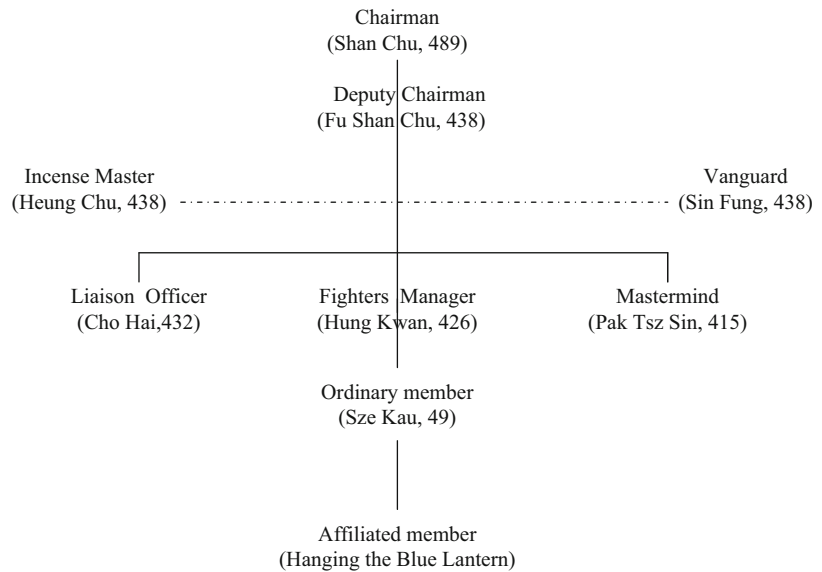 Chairman
(Shan Chu, 489)
Deputy Chairman
(Fu Shan Chu, 438)
Incense Master
(Heung Chu, 438)
Vanguard
(Sin Fung, 438)
Liaison Officer
(Cho Hai,432)
Fighters Manager
(Hung Kwan, 426)
Mastermind
(Pak Tsz Sin, 415)
Ordinary member
(Sze Kau, 49)
Affiliated member
(Hanging the Blue Lantern)